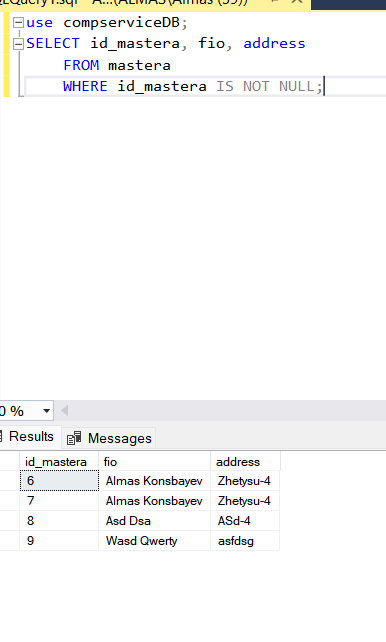 use compserviceDB;
SELECT id_mastera, fio, address
FROM mastera
WHERE id_mastera IS NOT NULL;
0 %
Results Messages
id_mastera fio address
6 Almas Konsbayev Zhetysu-4
7 Almas Konsbayev Zhetysu-4
8 Asd Dsa ASd-4
9 Wasd Qwerty asfdsg